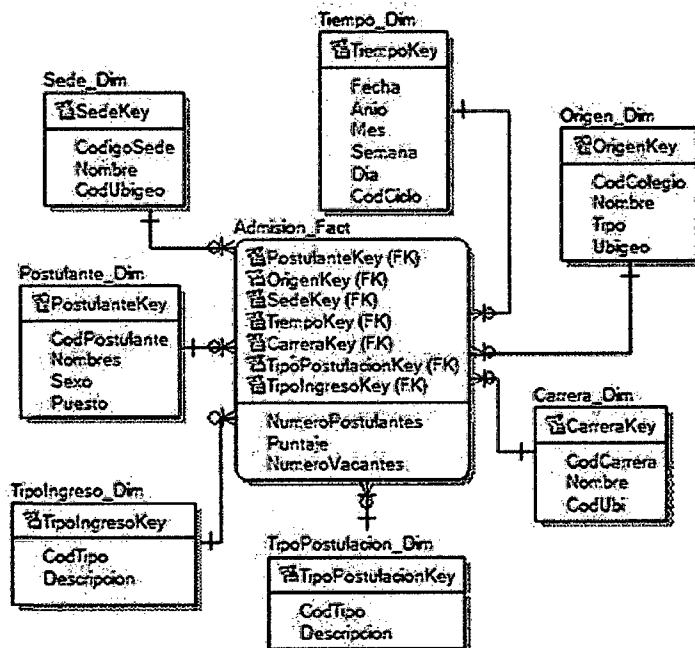 Tiempo_Dim
TiempoKey
Fecha
Anio
Mes
Semana
Dia
CodCiclo
Sede_Dim
SedeKey
CodigoSede
Nombre
CodUbigeo
Origen_Dim
OrigenKey
CodColegio
Nombre
Tipo
Ubigeo
Admision_Fact
PostulanteKey (FK)
OrigenKey (FK)
SedeKey (FK)
TiempoKey (FK)
CarreraKey (FK)
TipoPostulacionKey (FK)
TipoIngresoKey (FK)
NumeroPostulantes
Puntaje
NumeroVacantes
Postulante_Dim
PostulanteKey
CodPostulante
Nombres
Sexo
Puesto
Carrera_Dim
CarreraKey
CodCarrera
Nombre
CodUbi
TipoIngreso_Dim
TipoIngresoKey
CodTipo
Descripcion
TipoPostulacion_Dim
TipoPostulacionKey
CodTipo
Descripcion